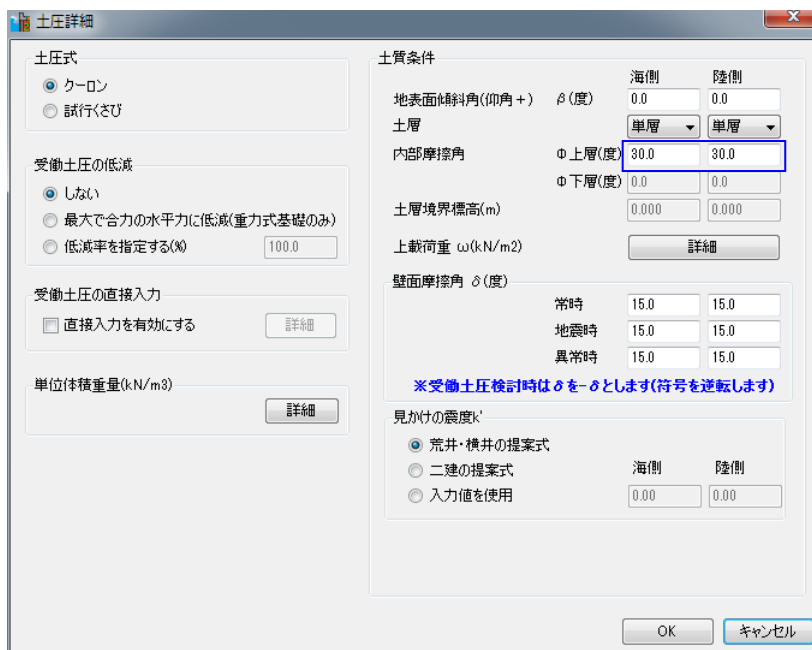 土圧詳細
土圧式
クーロン
試行くさび
受働土圧の低減
しない
最大で合力の水平力に低減(重力式基礎のみ)
低減率を指定する(%) 100.0
受働土圧の直接入力
直接入力を有効にする 詳細
単位体積重量(kN/m3)
詳細
土質条件
海側 陸側
地表面傾斜角(仰角+) β(度) 0.0 0.0
土層 単層 単層
内部摩擦角 Φ上層(度) 30.0 30.0
Φ下層(度) 0.0 0.0
土層境界標高(m) 0.000 0.000
上載荷重 ω(kN/m2) 詳細
壁面摩擦角 δ(度)
常時 15.0 15.0
地震時 15.0 15.0
異常時 15.0 15.0
※受働土圧検討時はδを-δとします(符号を逆転します)
見かけの震度k'
荒井・横井の提案式
二建の提案式 海側 陸側
入力値を使用 0.00 0.00
OK キャンセル